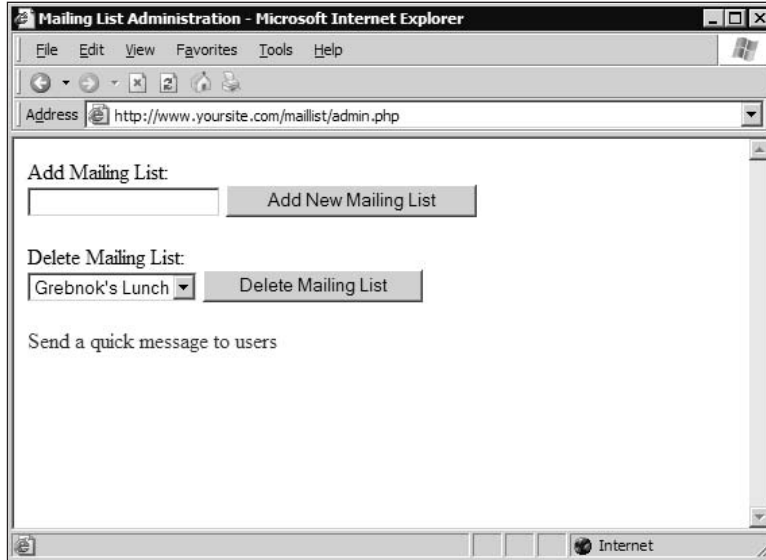 Mailing List Administration - Microsoft Internet Explorer
File Edit View Favorites Tools Help
Address http://www.yoursite.com/maillist/admin.php
Add Mailing List:
Add New Mailing List
Delete Mailing List:
Grebnok's Lunch Delete Mailing List
Send a quick message to users
Internet